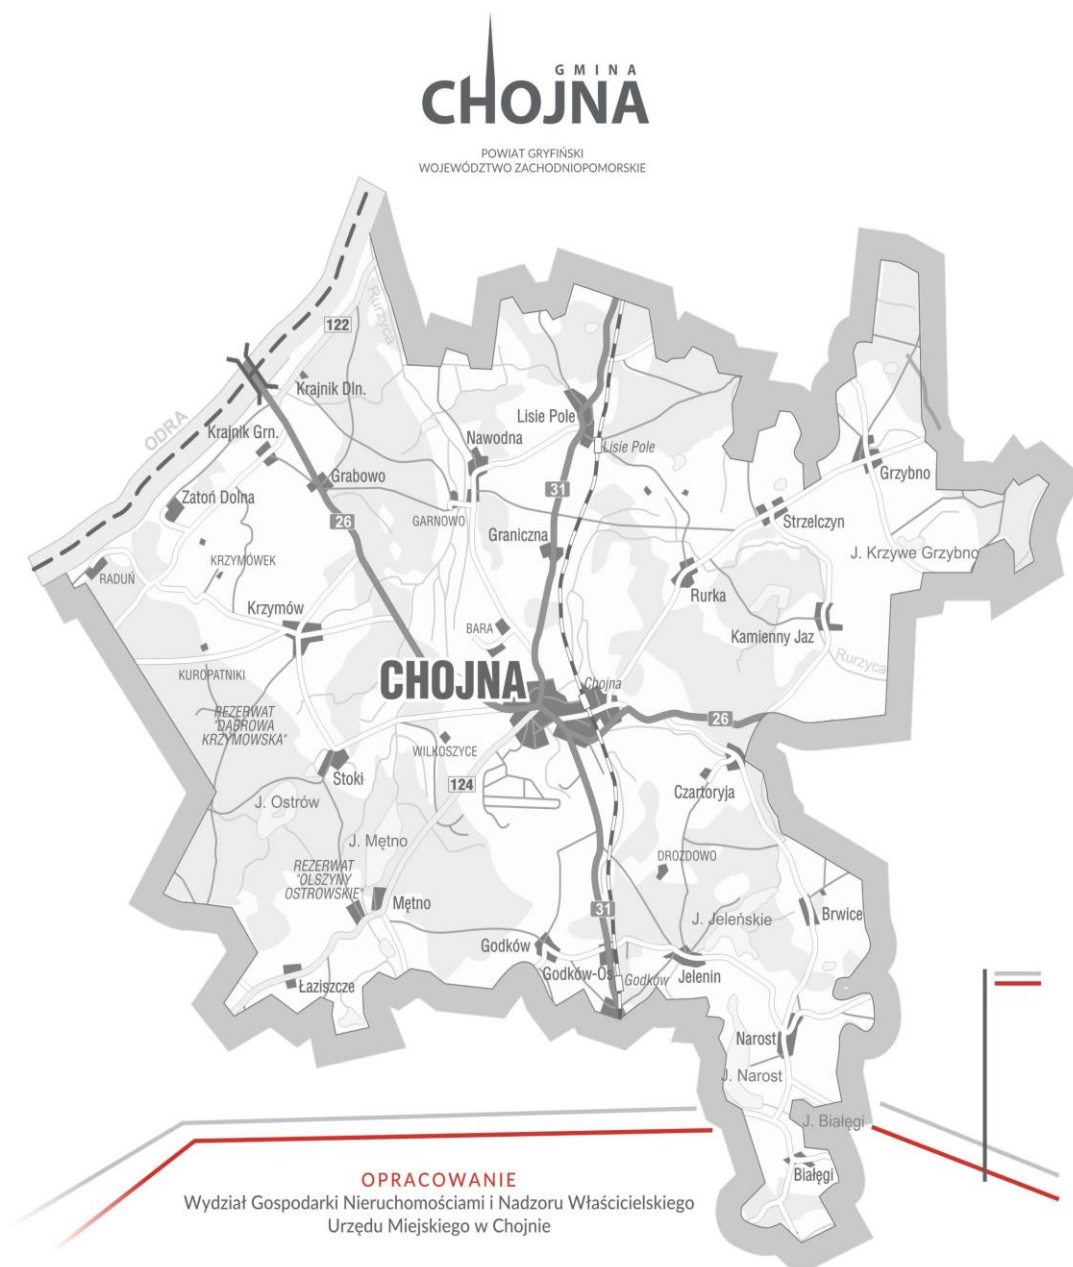 GMINA
CHOJNA
POWIAT GRYFIŃSKI
WOJEWÓDZTWO ZACHODNIOPOMORSKIE
Rurzyca
122
Krajnik Dln.
ODRA
Krajnik Grn.
Lisie Pole
Nawodna
Lisie Pole
Grabowo
Grzybno
Zatoń Dolna
31
26
GARNOWO
Strzelczyn
Graniczna
J. Krzywe Grzybno
KRZYMÓWEK
RADUŃ
Rurka
Krzymów
BARA
Kamienny Jaz
Rurzyca
KUROPATNIKI
CHOJNA
Chojna
REZERWAT
"DĄBROWA
KRZYMOWSKA"
26
WILKOSZYCE
Stoki
124
Czartoryja
J. Ostrów
J. Mętno
DROZDOWO
REZERWAT
"OLSZYNY
OSTROWSKIE"
Mętno
31
J. Jeleńskie
Brwice
Godków
Godków-Os.
Godków
Jelenin
Łaziszcze
Narost
J. Narost
J. Białęgi
Białęgi
OPRACOWANIE
Wydział Gospodarki Nieruchomościami i Nadzoru Właścicielskiego
Urzędu Miejskiego w Chojnie